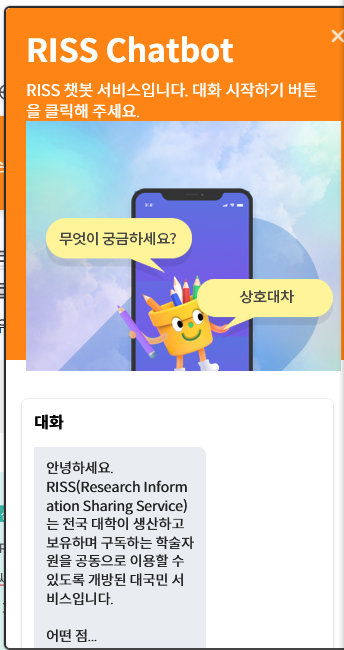 RISS Chatbot
RISS 챗봇 서비스입니다. 대화 시작하기 버튼
을 클릭해 주세요.
무엇이 궁금하세요?
상호대차
대화
안녕하세요.
RISS(Research Inform
ation Sharing Service)
는 전국 대학이 생산하고
보유하며 구독하는 학술자
원을 공동으로 이용할 수
있도록 개방된 대국민 서
비스입니다.
어떤 점...